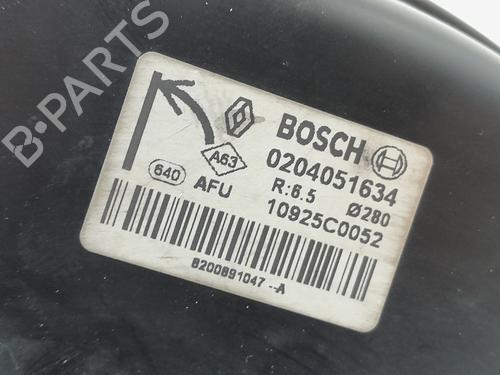 B-PARTS
BOSCH
A63
0204051634
640
AFU
R:6.5 Ø280
10925C0052
8200891047--A